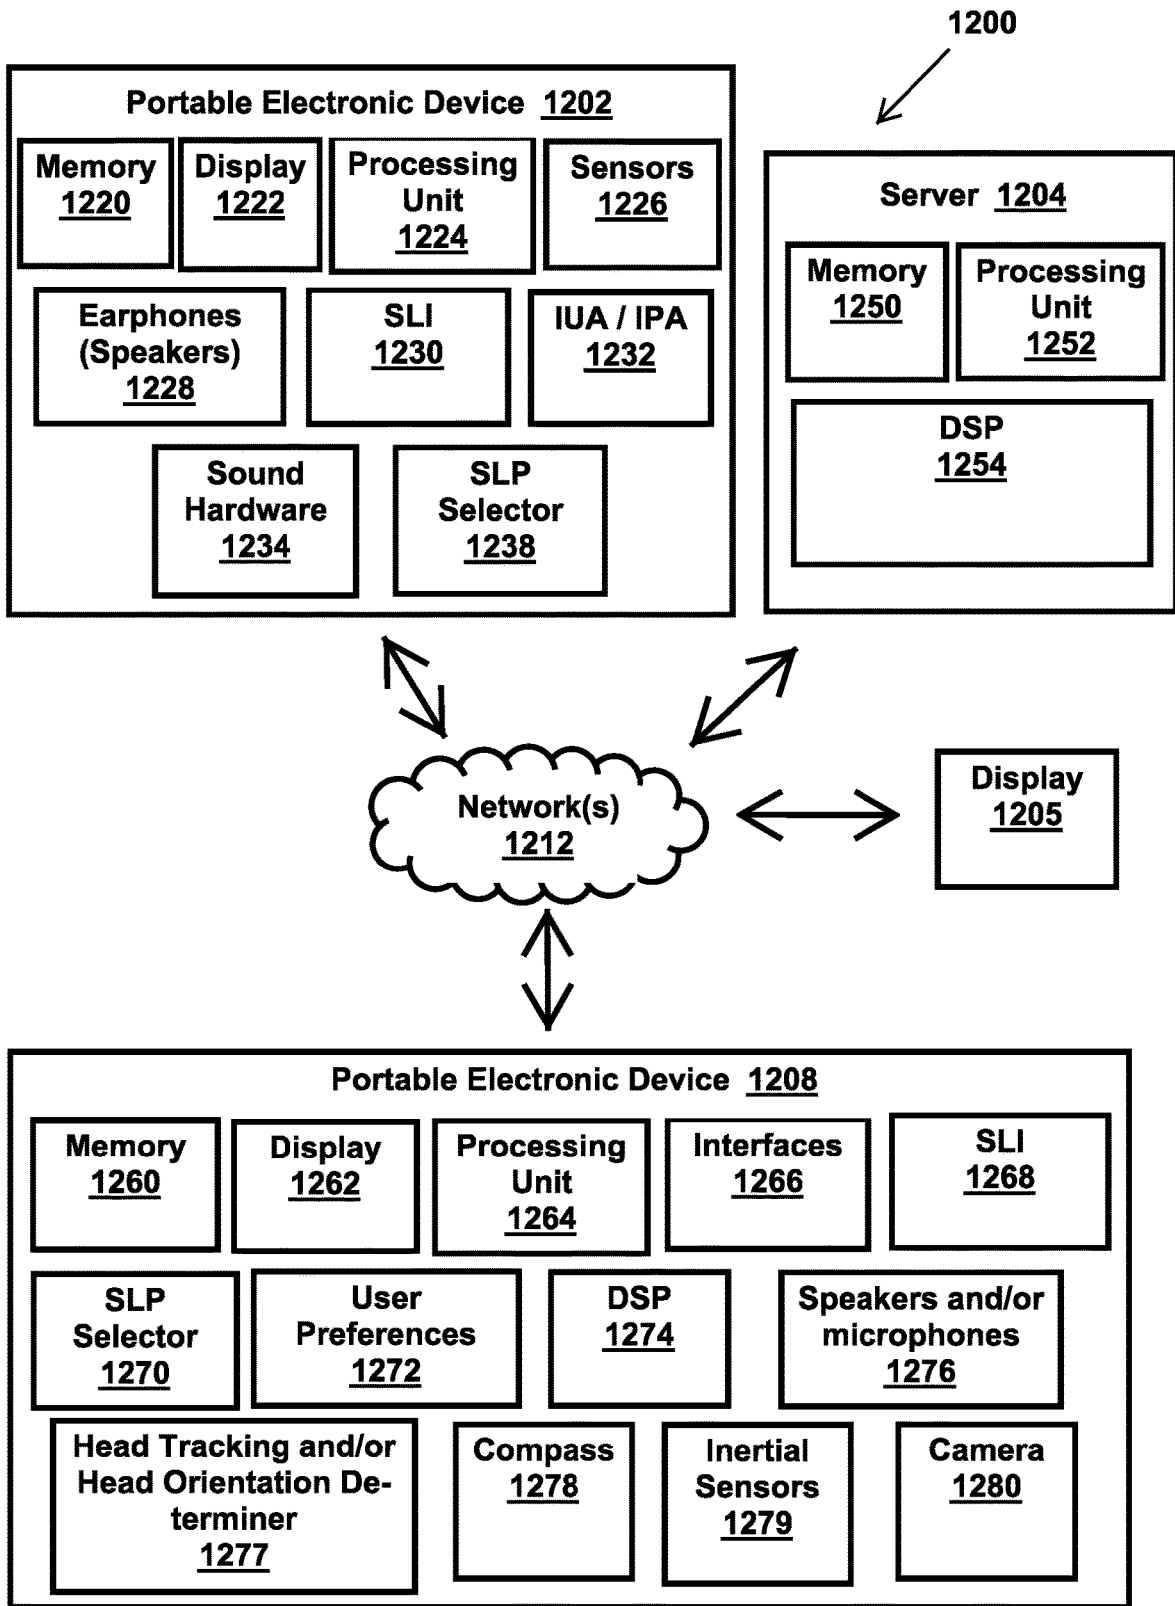 1200
Portable Electronic Device 1202
Memory
1220
Display
1222
Processing
Unit
1224
Sensors
1226
Earphones
(Speakers)
1228
SLI
1230
IUA / IPA
1232
Sound
Hardware
1234
SLP
Selector
1238
Server 1204
Memory
1250
Processing
Unit
1252
DSP
1254
Network(s)
1212
Display
1205
Portable Electronic Device 1208
Memory
1260
Display
1262
Processing
Unit
1264
Interfaces
1266
SLI
1268
SLP
Selector
1270
User
Preferences
1272
DSP
1274
Speakers and/or
microphones
1276
Head Tracking and/or
Head Orientation De-
terminer
1277
Compass
1278
Inertial
Sensors
1279
Camera
1280